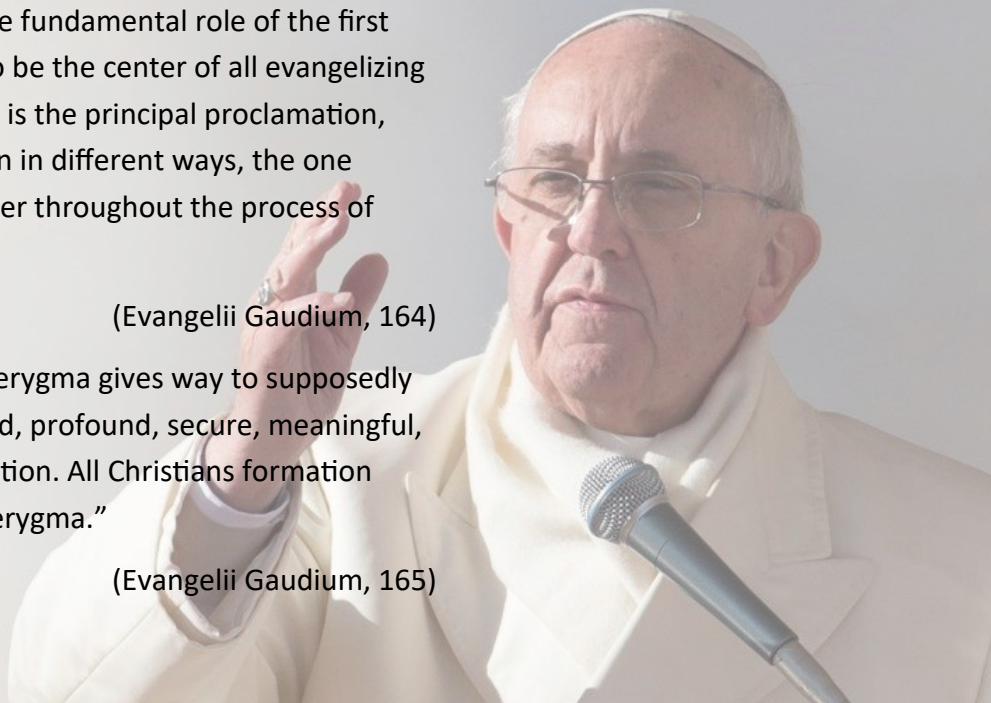 e fundamental role of the first
o be the center of all evangelizing
is the principal proclamation,
n in different ways, the one
er throughout the process of
(Evangelii Gaudium, 164)
erygma gives way to supposedly
d, profound, secure, meaningful,
tion. All Christians formation
erygma.”
(Evangelii Gaudium, 165)